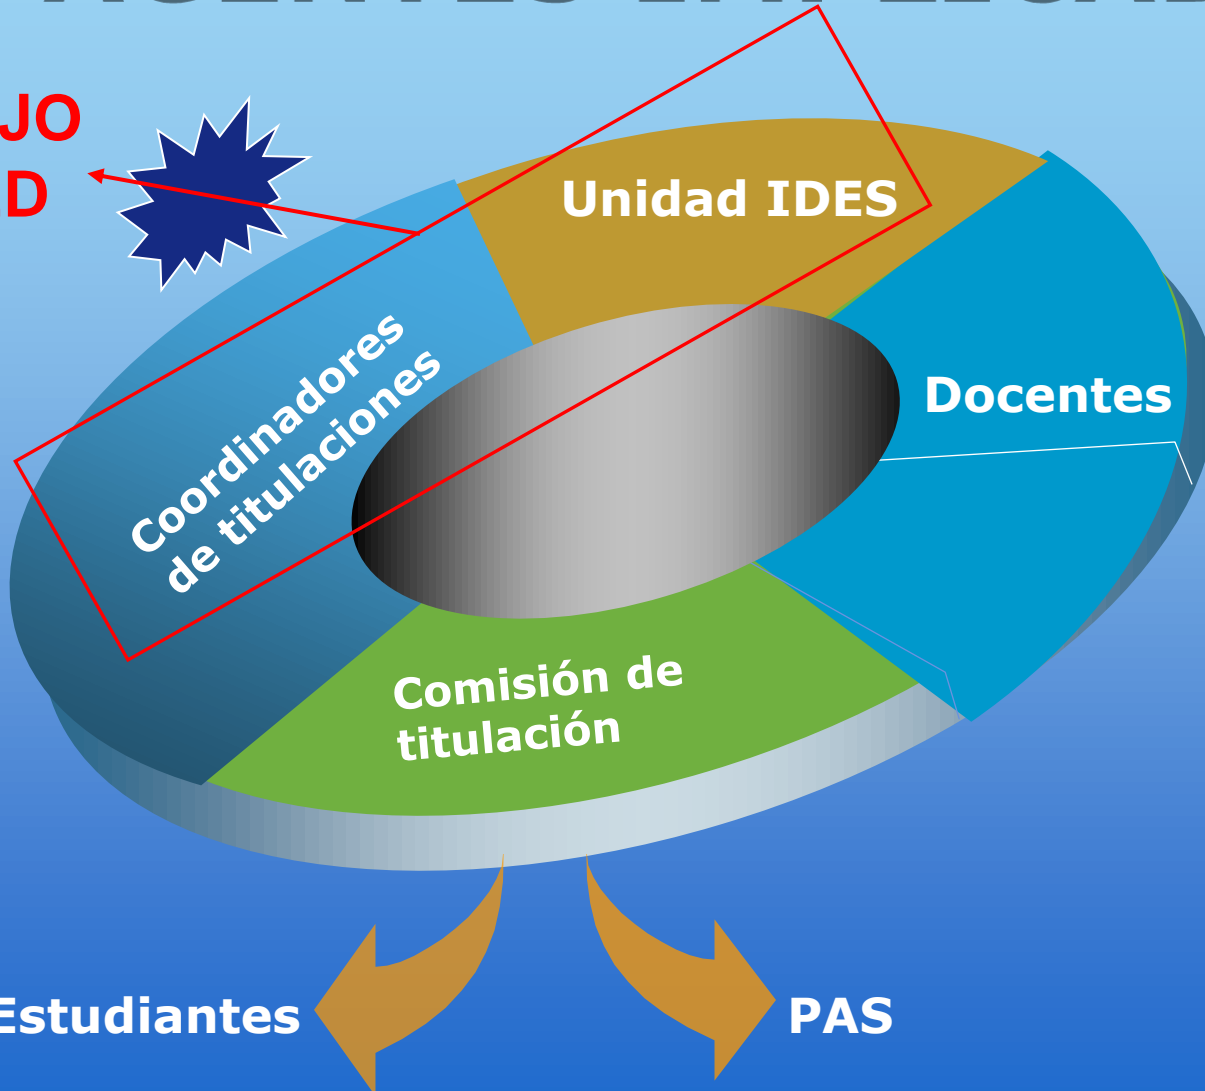 JO
D
Unidad IDES
Coordinadores
de titulaciones
Docentes
Comisión de
titulación
Estudiantes
PAS